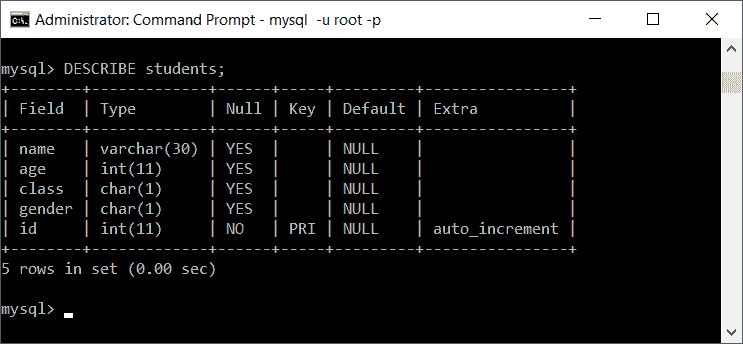 Administrator: Command Prompt - mysql  -u root -p
mysql> DESCRIBE students;
+--------+-------------+------+-----+---------+----------------+
| Field  | Type        | Null | Key | Default | Extra          |
+--------+-------------+------+-----+---------+----------------+
| name   | varchar(30) | YES  |     | NULL    |                |
| age    | int(11)     | YES  |     | NULL    |                |
| class  | char(1)     | YES  |     | NULL    |                |
| gender | char(1)     | YES  |     | NULL    |                |
| id     | int(11)     | NO   | PRI | NULL    | auto_increment |
+--------+-------------+------+-----+---------+----------------+
5 rows in set (0.00 sec)
mysql>